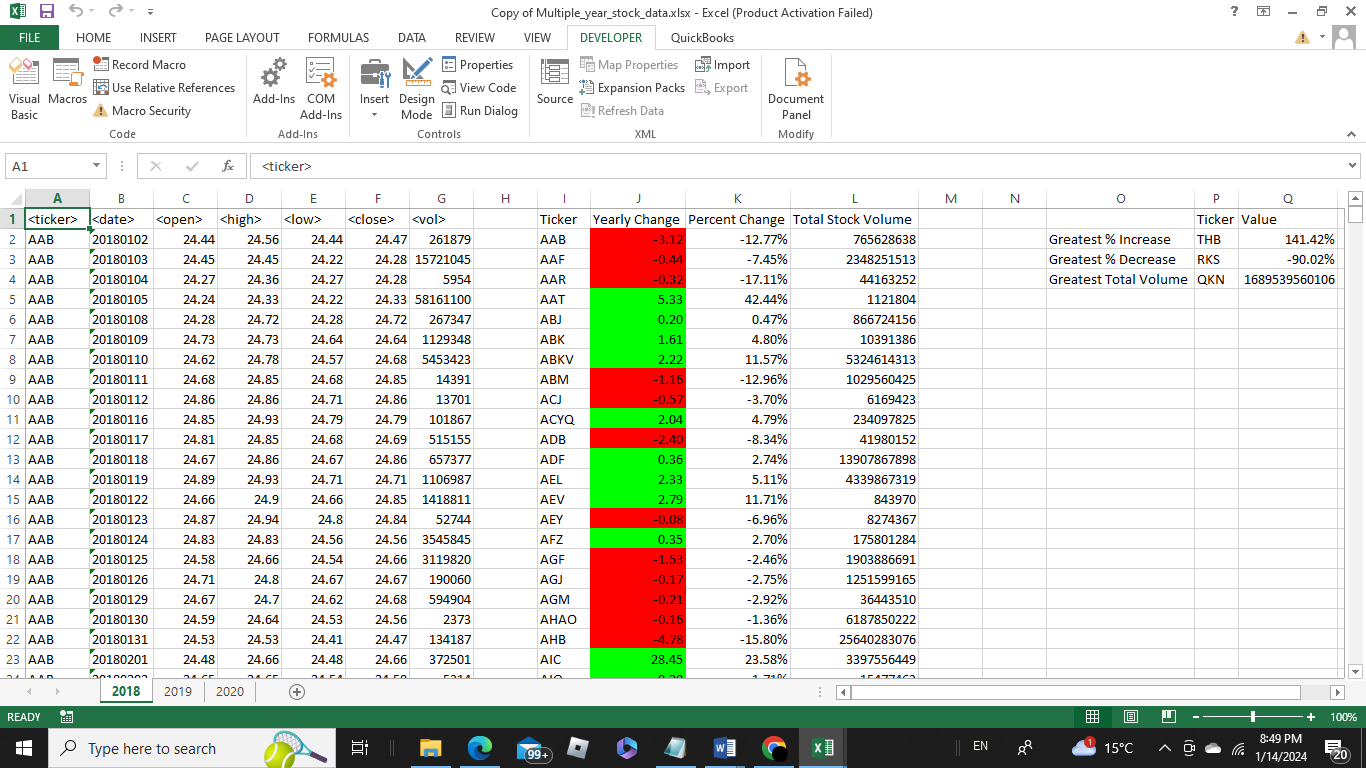 Copy of Multiple_year_stock_data.xlsx - Excel (Product Activation Failed)
FILE HOME INSERT PAGE LAYOUT FORMULAS DATA REVIEW VIEW DEVELOPER QuickBooks
Record Macro Properties Map Properties Import
Use Relative References View Code Expansion Packs Export
Visual Basic Macros Macro Security Add-Ins COM Add-Ins Insert Design Mode Run Dialog Source Refresh Data Document Panel
Code Add-Ins Controls XML Modify
A1 fx <ticker>
A B C D E F G H I J K L M N O P Q
1 <ticker> <date> <open> <high> <low> <close> <vol> Ticker Yearly Change Percent Change Total Stock Volume Ticker Value
2 AAB 20180102 24.44 24.56 24.44 24.47 261879 AAB -3.12 -12.77% 765628638 Greatest % Increase THB 141.42%
3 AAB 20180103 24.45 24.45 24.22 24.28 15721045 AAF -0.44 -7.45% 2348251513 Greatest % Decrease RKS -90.02%
4 AAB 20180104 24.27 24.36 24.27 24.28 5954 AAR -0.32 -17.11% 44163252 Greatest Total Volume QKN 1689539560106
5 AAB 20180105 24.24 24.33 24.22 24.33 58161100 AAT 5.33 42.44% 1121804
6 AAB 20180108 24.28 24.72 24.28 24.72 267347 ABJ 0.20 0.47% 866724156
7 AAB 20180109 24.73 24.73 24.64 24.64 1129348 ABK 1.61 4.80% 10391386
8 AAB 20180110 24.62 24.78 24.57 24.68 5453423 ABKV 2.22 11.57% 5324614313
9 AAB 20180111 24.68 24.85 24.68 24.85 14391 ABM -1.16 -12.96% 1029560425
10 AAB 20180112 24.86 24.86 24.71 24.86 13701 ACJ -0.57 -3.70% 6169423
11 AAB 20180116 24.85 24.93 24.79 24.79 101867 ACYQ 2.04 4.79% 234097825
12 AAB 20180117 24.81 24.85 24.68 24.69 515155 ADB -2.40 -8.34% 41980152
13 AAB 20180118 24.67 24.86 24.67 24.86 657377 ADF 0.36 2.74% 13907867898
14 AAB 20180119 24.89 24.93 24.71 24.71 1106987 AEL 2.33 5.11% 4339867319
15 AAB 20180122 24.66 24.9 24.66 24.85 1418811 AEV 2.79 11.71% 843970
16 AAB 20180123 24.87 24.94 24.8 24.84 52744 AEY -0.08 -6.96% 8274367
17 AAB 20180124 24.83 24.83 24.56 24.56 3545845 AFZ 0.35 2.70% 175801284
18 AAB 20180125 24.58 24.66 24.54 24.66 3119820 AGF -1.53 -2.46% 1903886691
19 AAB 20180126 24.71 24.8 24.67 24.67 190060 AGJ -0.17 -2.75% 1251599165
20 AAB 20180129 24.67 24.7 24.62 24.68 594904 AGM -0.21 -2.92% 36443510
21 AAB 20180130 24.59 24.64 24.53 24.56 2373 AHAO -0.16 -1.36% 6187850222
22 AAB 20180131 24.53 24.53 24.41 24.47 134187 AHB -4.78 -15.80% 25640283076
23 AAB 20180201 24.48 24.66 24.48 24.66 372501 AIC 28.45 23.58% 3397556449
2018 2019 2020
READY 100%
Type here to search 99+ EN 1 15°C 8:49 PM
1/14/2024 20